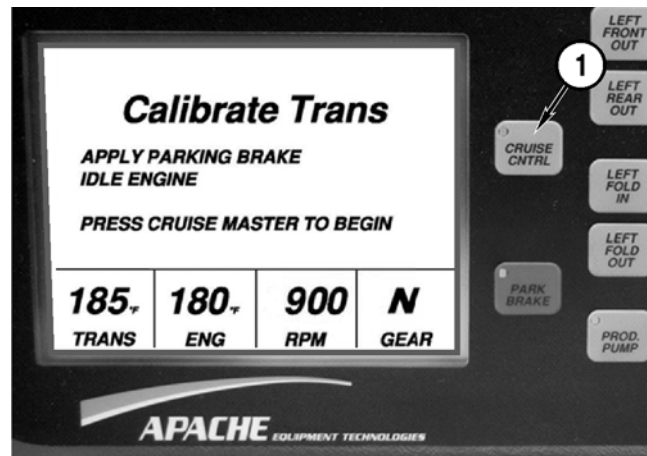 Calibrate Trans
APPLY PARKING BRAKE
IDLE ENGINE
PRESS CRUISE MASTER TO BEGIN
185°F
180°F
900
N
TRANS
ENG
RPM
GEAR
APACHE EQUIPMENT TECHNOLOGIES
1
CRUISE
CNTRL
PARK
BRAKE
LEFT
FRONT
OUT
LEFT
REAR
OUT
LEFT
FOLD
IN
LEFT
FOLD
OUT
PROD.
PUMP